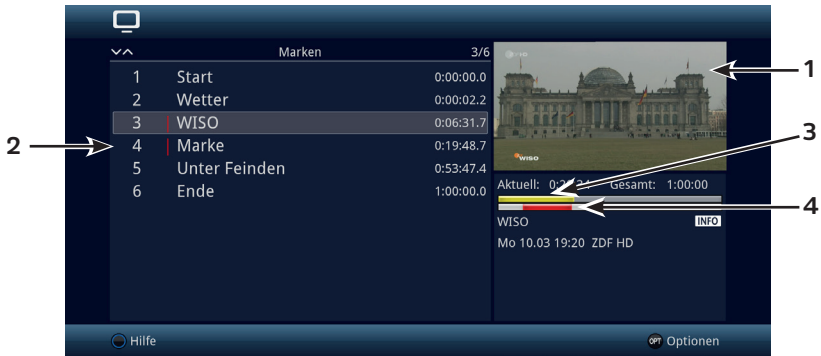 Marken 3/6
1 Start 0:00:00.0
2 Wetter 0:00:02.2
3 WISO 0:06:31.7
4 Marke 0:19:48.7
5 Unter Feinden 0:53:47.4
6 Ende 1:00:00.0
wiso
Aktuell: Gesamt: 1:00:00
WISO INFO
Mo 10.03 19:20 ZDF HD
Hilfe OPT Optionen
1
2
3
4